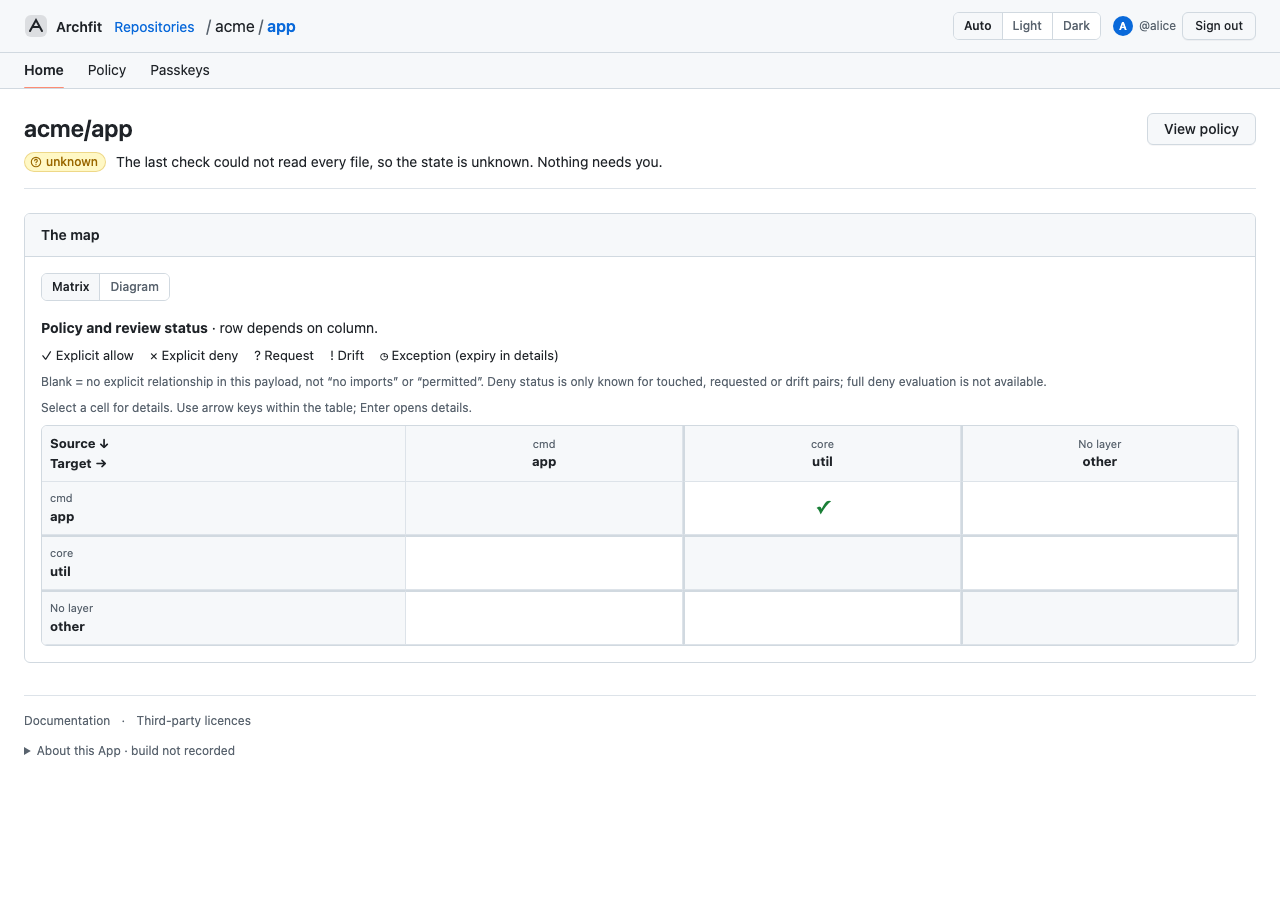 Archfit Repositories / acme / app
Auto Light Dark A @alice Sign out
Home Policy Passkeys
acme/app
View policy
unknown The last check could not read every file, so the state is unknown. Nothing needs you.
The map
Matrix Diagram
Policy and review status · row depends on column.
✓ Explicit allow × Explicit deny ? Request ! Drift ◷ Exception (expiry in details)
Blank = no explicit relationship in this payload, not “no imports” or “permitted”. Deny status is only known for touched, requested or drift pairs; full deny evaluation is not available.
Select a cell for details. Use arrow keys within the table; Enter opens details.
Source ↓
Target →
cmd
app
core
util
No layer
other
cmd
app
✓
core
util
No layer
other
Documentation · Third-party licences
▶ About this App · build not recorded